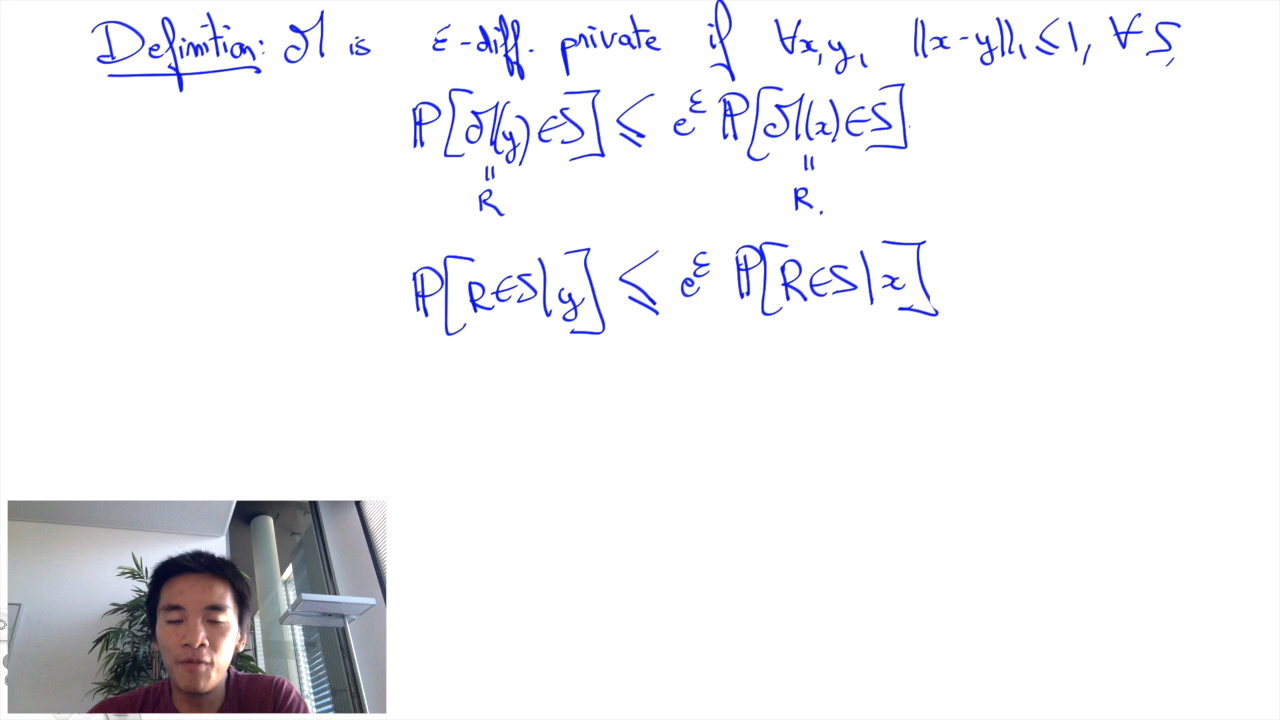 Definition: ℳ is ε-diff. private if ∀x,y, ||x-y||₁ ≤ 1, ∀ S,
ℙ[ℳ(y)∈S] ≤ e^ε ℙ[ℳ(x)∈S].
= =
R R.
ℙ[R∈S|y] ≤ e^ε ℙ[R∈S|x]